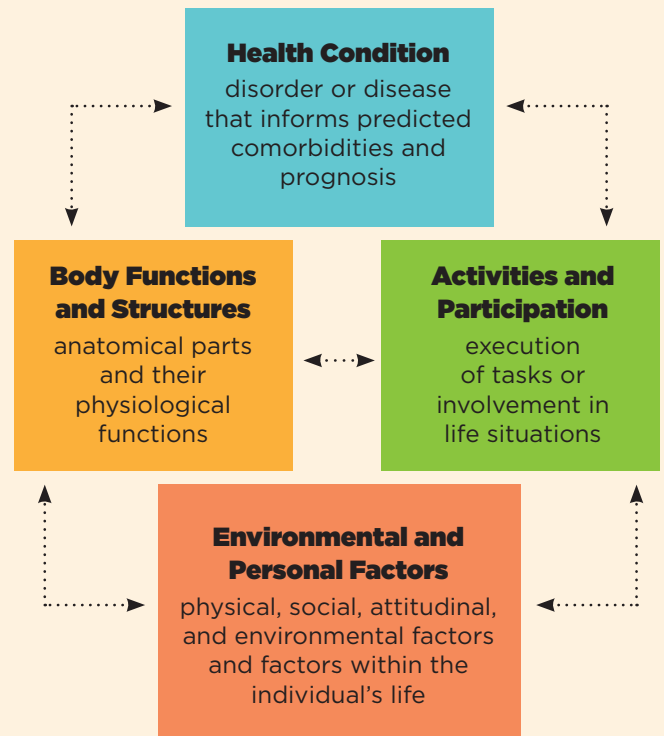 Health Condition
disorder or disease
that informs predicted
comorbidities and
prognosis
Body Functions
and Structures
anatomical parts
and their
physiological
functions
Activities and
Participation
execution
of tasks or
involvement in
life situations
Environmental and
Personal Factors
physical, social, attitudinal,
and environmental factors
and factors within the
individual’s life